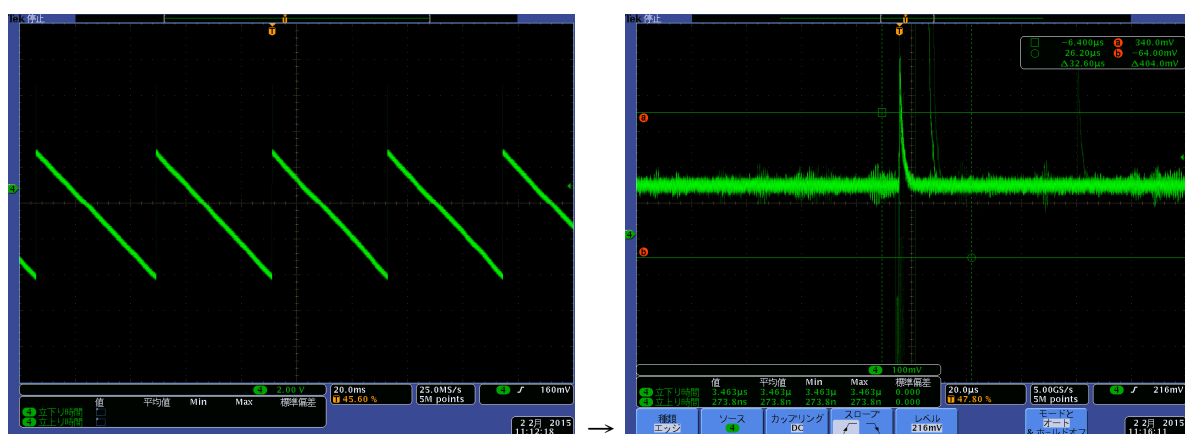 Tek 停止
T
4
4 2.00 V
20.0ms
T 45.60 %
25.0MS/s
5M points
4 160mV
値 平均値 Min Max 標準偏差
4 立下り時間
4 立上り時間
2 2月 2015
11:12:18
→
Tek 停止
T
−6.400μs a 340.0mV
26.20μs b −64.00mV
Δ32.60μs Δ404.0mV
a
4
b
4 100mV
値 平均値 Min Max 標準偏差
4 立下り時間 3.463μs 3.463μ 3.463μ 3.463μ 0.000
4 立上り時間 273.8ns 273.8n 273.8n 273.8n 0.000
20.0μs
T 47.80 %
5.00GS/s
5M points
4 216mV
種類
エッジ
ソース
4
カップリング
DC
スロープ
レベル
216mV
モードと
オート
& ホールドオフ
2 2月 2015
11:16:11